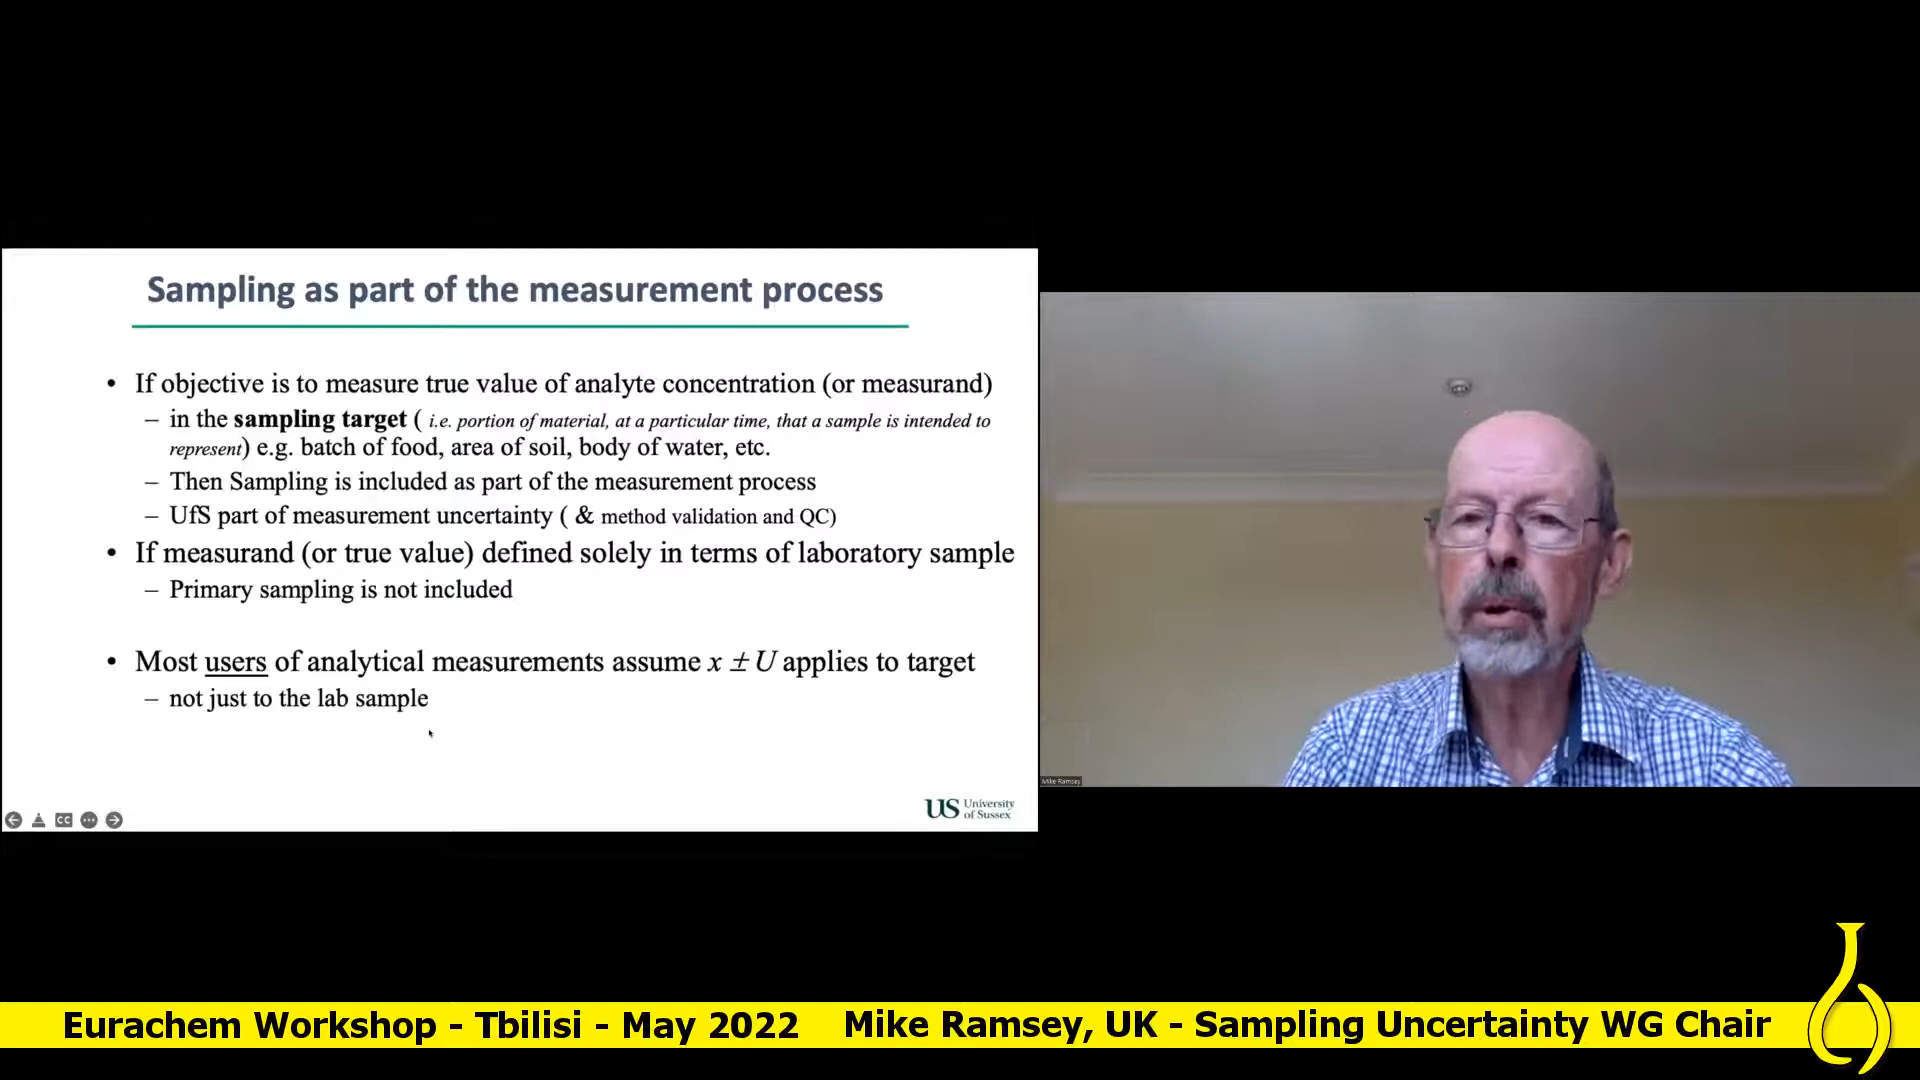 Sampling as part of the measurement process
• If objective is to measure true value of analyte concentration (or measurand)
– in the sampling target ( i.e. portion of material, at a particular time, that a sample is intended to
represent) e.g. batch of food, area of soil, body of water, etc.
– Then Sampling is included as part of the measurement process
– UfS part of measurement uncertainty ( & method validation and QC)
• If measurand (or true value) defined solely in terms of laboratory sample
– Primary sampling is not included
• Most users of analytical measurements assume x ± U applies to target
– not just to the lab sample
US University
of Sussex
CC
Mike Ramsey
Eurachem Workshop - Tbilisi - May 2022 Mike Ramsey, UK - Sampling Uncertainty WG Chair